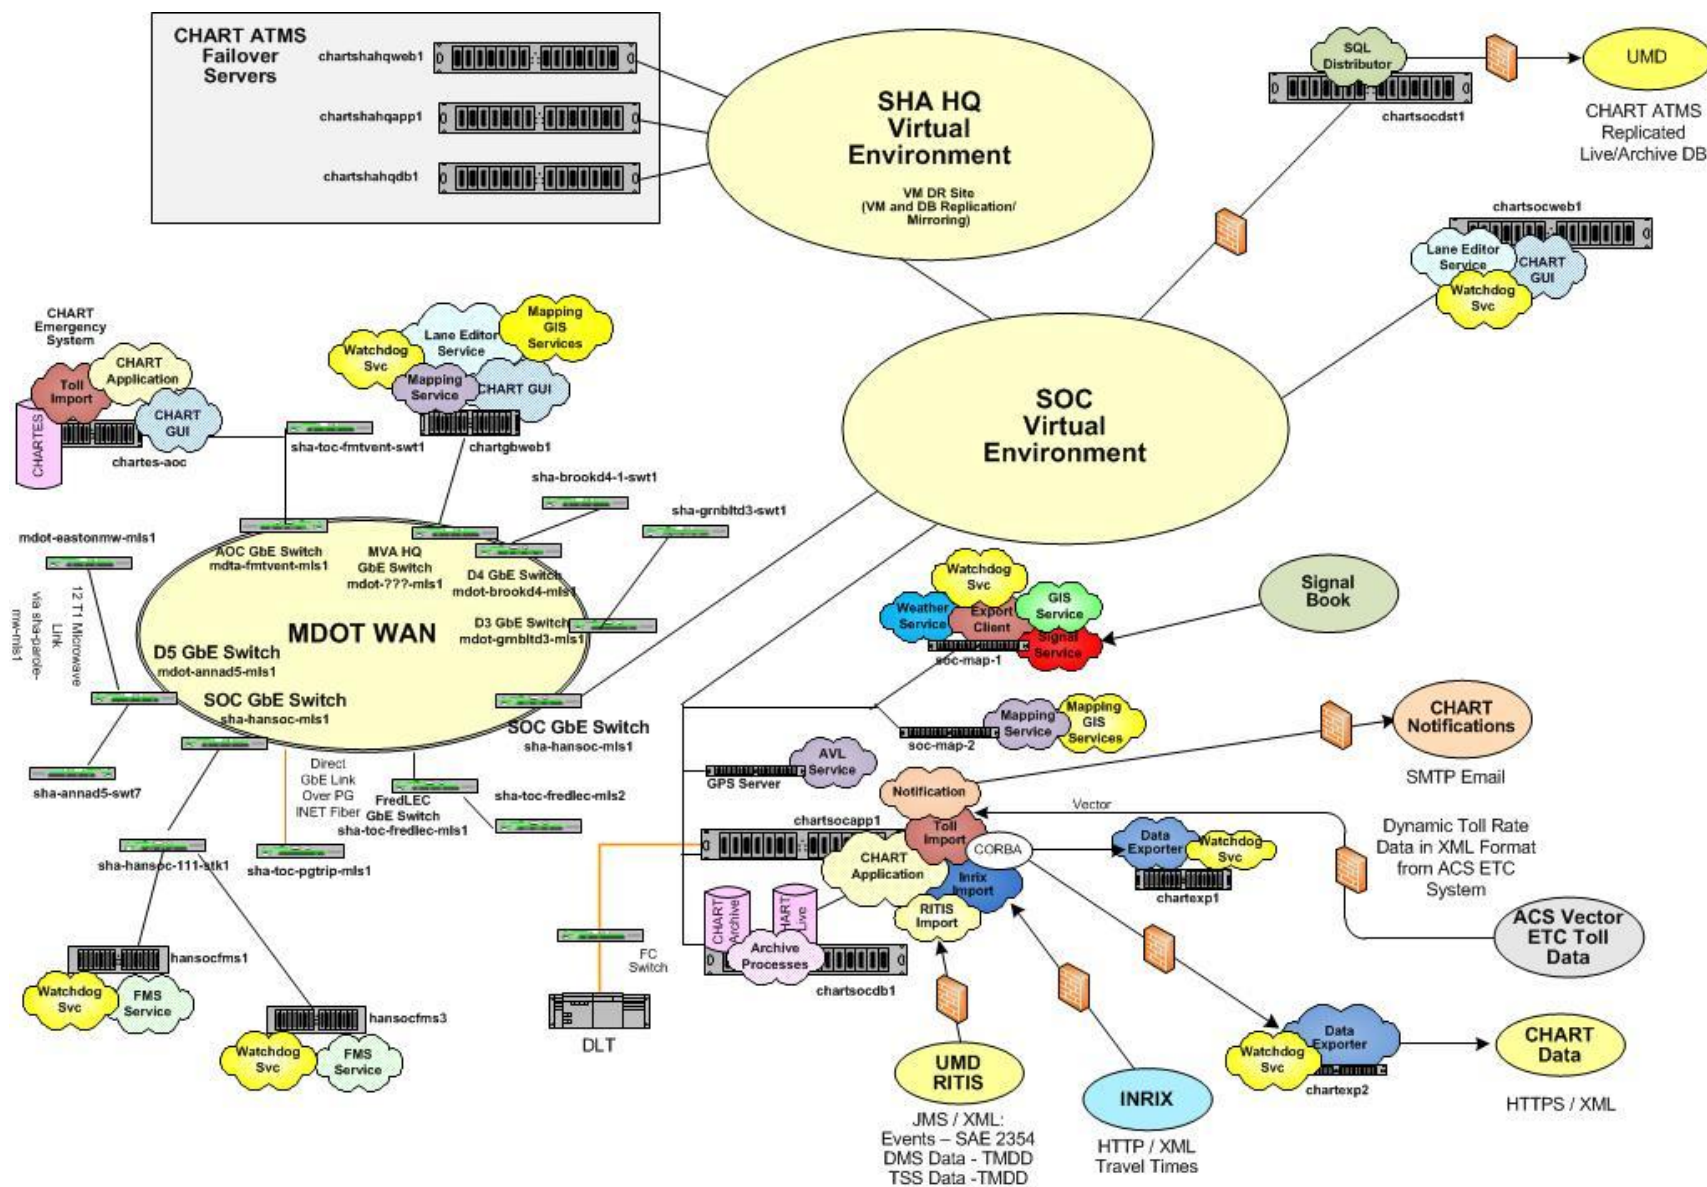 CHART ATMS
Failover
Servers
chartshahqweb1
chartshahqapp1
chartshahqdb1
SHA HQ
Virtual
Environment
VM DR Site
(VM and DB Replication/
Mirroring)
SQL
Distributor
chartsocdst1
UMD
CHART ATMS
Replicated
Live/Archive DB
chartsocweb1
Lane Editor
Service
CHART
GUI
Watchdog
Svc
SOC
Virtual
Environment
CHART
Emergency
System
CHART
Application
Toll
Import
CHART
GUI
CHARTES
chartes-aoc
sha-toc-fmtvent-swt1
Mapping
GIS
Services
Lane Editor
Service
Watchdog
Svc
Mapping
Service
CHART GUI
chartgbweb1
sha-brookd4-1-swt1
sha-grnbltd3-swt1
mdot-eastonmw-mls1
12 T1 Microwave
Link
via sha-parole-
mw-mls1
AOC GbE Switch
mdta-fmtvent-mls1
MVA HQ
GbE Switch
mdot-???-mls1
D4 GbE Switch
mdot-brookd4-mls1
D3 GbE Switch
mdot-grnbltd3-mls1
MDOT WAN
D5 GbE Switch
mdot-annad5-mls1
SOC GbE Switch
sha-hansoc-mls1
SOC GbE Switch
sha-hansoc-mls1
sha-annad5-swt7
Direct
GbE Link
Over PG
INET Fiber
FredLEC
GbE Switch
sha-toc-fredlec-mls1
sha-toc-fredlec-mls2
sha-hansoc-111-stk1
sha-toc-pgtrip-mls1
hansocfms1
Watchdog
Svc
FMS
Service
hansocfms3
Watchdog
Svc
FMS
Service
Watchdog
Svc
Weather
Service
Export
Client
GIS
Service
Signal
Service
soc-map-1
Signal
Book
soc-map-2
Mapping
Service
Mapping
GIS
Services
GPS Server
AVL
Service
CHART
Notifications
SMTP Email
Notification
Vector
chartsocapp1
Toll
Import
CORBA
CHART
Application
Inrix
Import
RITIS
Import
Data
Exporter
Watchdog
Svc
chartexp1
Dynamic Toll Rate
Data in XML Format
from ACS ETC
System
ACS Vector
ETC Toll
Data
CHART
Archive
HART
Live
Archive
Processes
chartsocdb1
FC
Switch
DLT
UMD
RITIS
JMS / XML:
Events – SAE 2354
DMS Data - TMDD
TSS Data -TMDD
INRIX
HTTP / XML
Travel Times
Data
Exporter
Watchdog
Svc
chartexp2
CHART
Data
HTTPS / XML